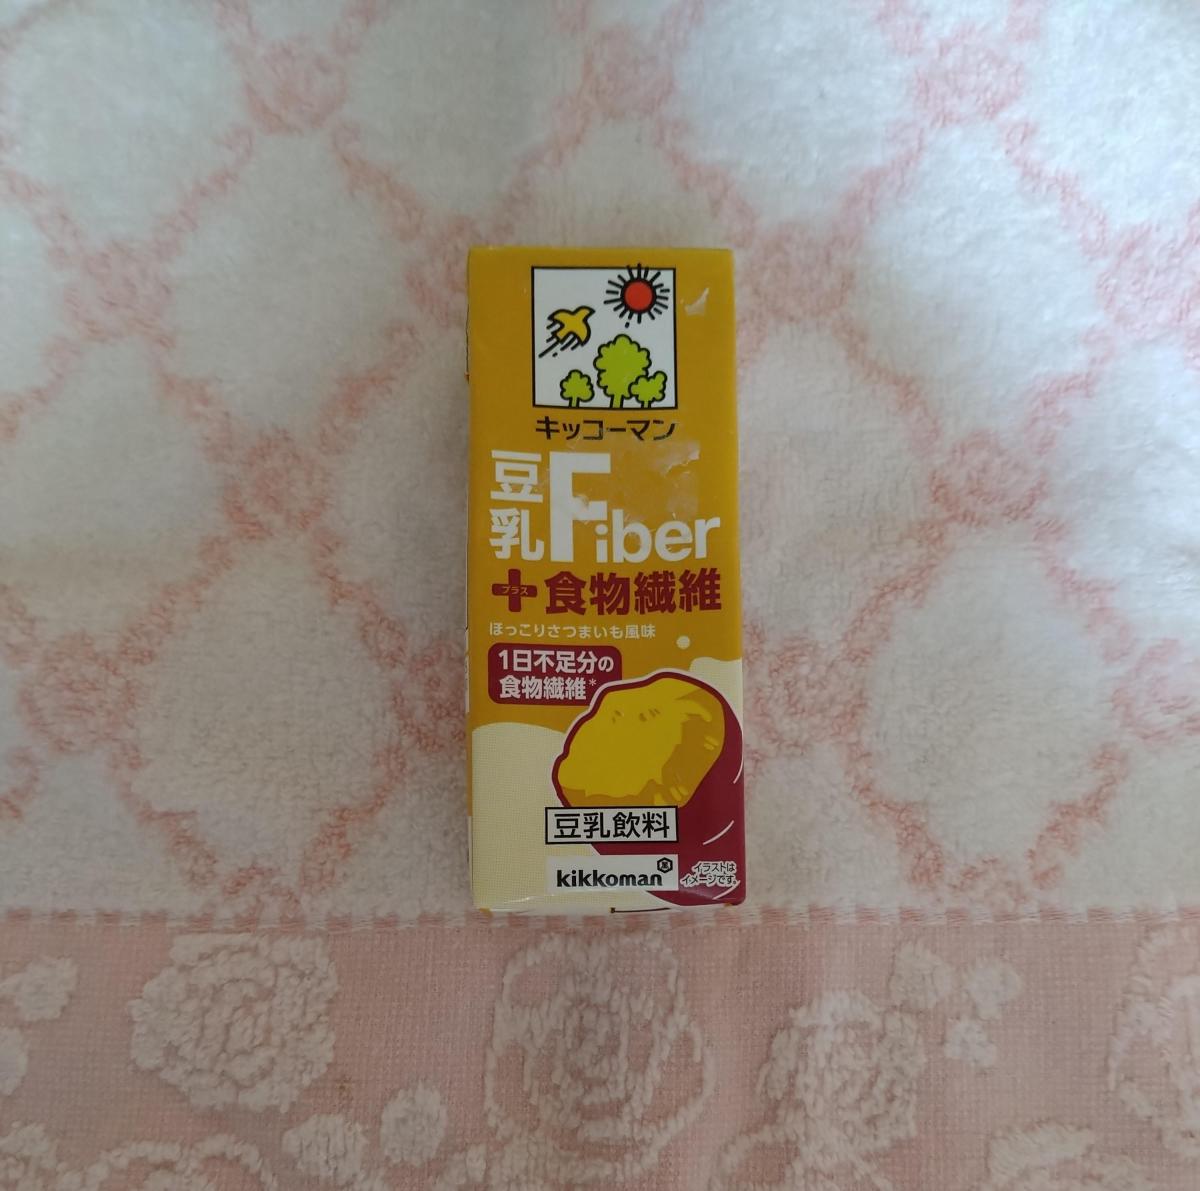 キッコーマン
豆乳Fiber
プラス食物繊維
ほっこりさつまいも風味
1日不足分の
食物繊維*
豆乳飲料
kikkoman
イラストは
イメージです。